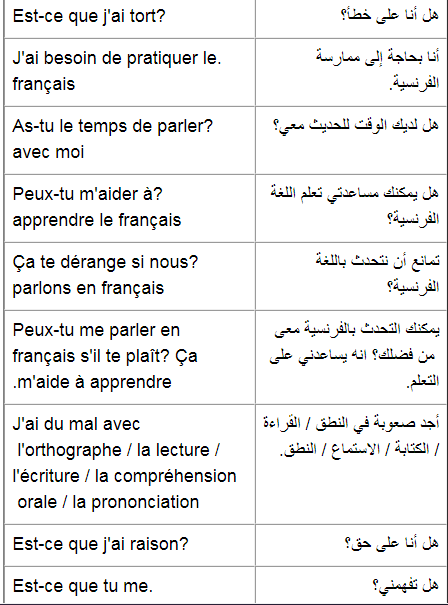 Est-ce que j'ai tort?
هل أنا على خطأ؟
J'ai besoin de pratiquer le.
français
أنا بحاجة إلى ممارسة
الفرنسية.
As-tu le temps de parler?
avec moi
هل لديك الوقت للحديث معي؟
Peux-tu m'aider à?
apprendre le français
هل يمكنك مساعدتي تعلم اللغة
الفرنسية؟
Ça te dérange si nous?
parlons en français
تمانع أن نتحدث باللغة
الفرنسية؟
Peux-tu me parler en
français s'il te plaît? Ça
.m'aide à apprendre
يمكنك التحدث بالفرنسية معى
من فضلك؟ انه يساعدني على
التعلم.
J'ai du mal avec
l'orthographe / la lecture /
l'écriture / la compréhension
orale / la prononciation
أجد صعوبة في النطق / القراءة
/ الكتابة / الاستماع / النطق.
Est-ce que j'ai raison?
هل أنا على حق؟
Est-ce que tu me.
هل تفهمني؟